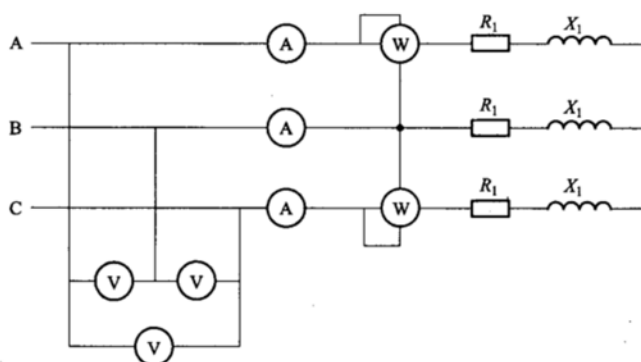 R₁ X₁
A A W
R₁ X₁
B A
R₁ X₁
C A W
V V
V